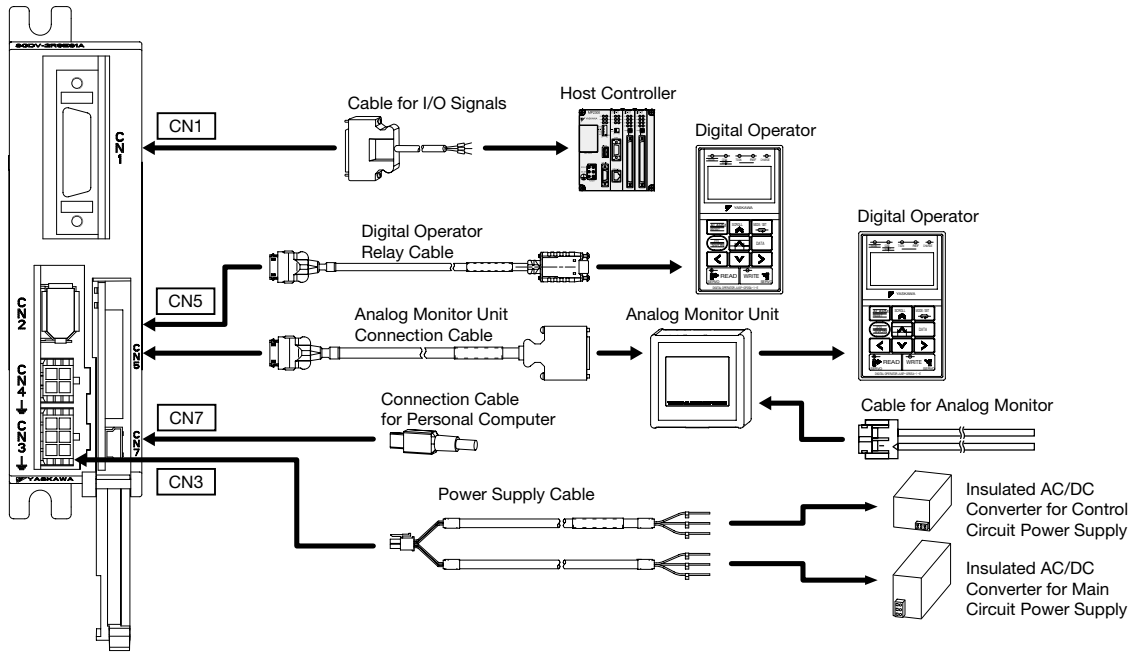 SGDV-2R9E01A
CN1
Cable for I/O Signals
Host Controller
Digital Operator
CN1
YASKAWA
DATA
READ
WRITE
Digital Operator
Relay Cable
Digital Operator
CN5
CN2
YASKAWA
DATA
READ
WRITE
Analog Monitor Unit
Connection Cable
Analog Monitor Unit
CN5
CN4
CN7
Connection Cable
for Personal Computer
Cable for Analog Monitor
CN3
CN7
YASKAWA
CN3
Power Supply Cable
Insulated AC/DC
Converter for Control
Circuit Power Supply
Insulated AC/DC
Converter for Main
Circuit Power Supply